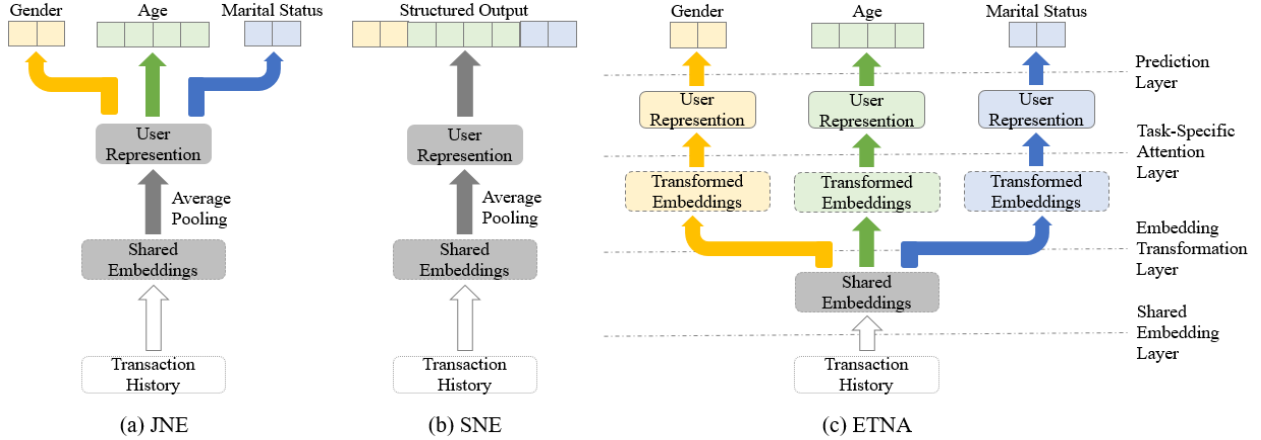 Gender
Age
Marital Status
User
Represention
Average
Pooling
Shared
Embeddings
Transaction
History
(a) JNE
Structured Output
User
Represention
Average
Pooling
Shared
Embeddings
Transaction
History
(b) SNE
Gender
Age
Marital Status
Prediction
Layer
User
Represention
User
Represention
User
Represention
Task-Specific
Attention
Layer
Transformed
Embeddings
Transformed
Embeddings
Transformed
Embeddings
Embedding
Transformation
Layer
Shared
Embeddings
Shared
Embedding
Layer
Transaction
History
(c) ETNA